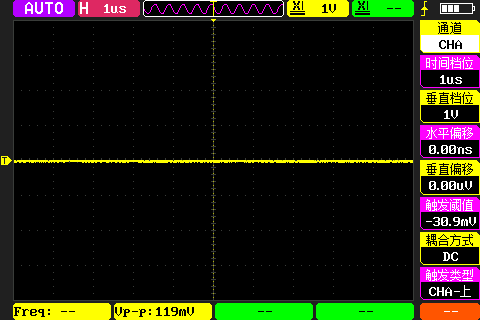 AUTO H 1us X1 1V X1 --
通道
CHA
时间档位
1us
垂直档位
1V
水平偏移
0.00ns
垂直偏移
0.00uV
触发阈值
-30.9mV
耦合方式
DC
触发类型
CHA-上
T
Freq: -- Vp-p:119mV -- -- --